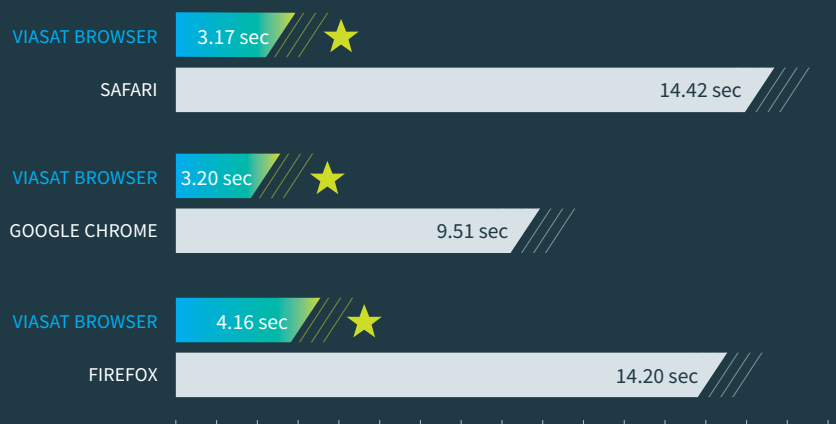 VIASAT BROWSER 3.17 sec
SAFARI 14.42 sec
VIASAT BROWSER 3.20 sec
GOOGLE CHROME 9.51 sec
VIASAT BROWSER 4.16 sec
FIREFOX 14.20 sec